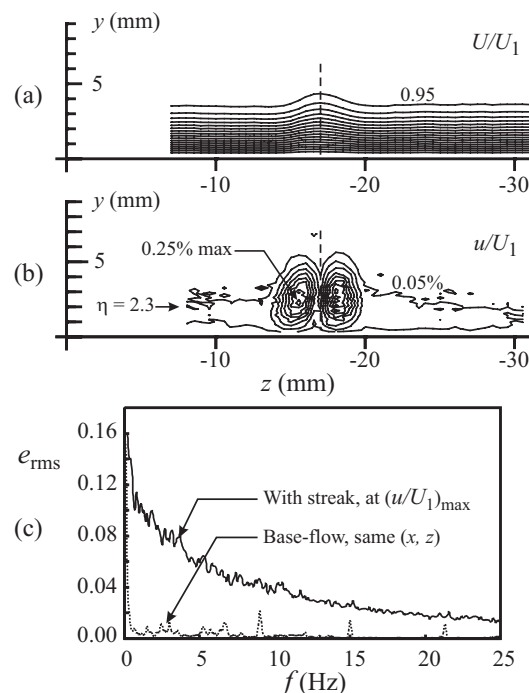 y (mm)
U/U1
5
(a)
0.95
-10
-20
-30
y (mm)
u/U1
0.25% max
5
0.05%
(b)
η = 2.3
-10
-20
-30
z (mm)
0.16
erms
0.12
With streak, at (u/U1)max
(c)
0.08
Base-flow, same (x, z)
0.04
0.00
0
5
10
15
20
25
f (Hz)